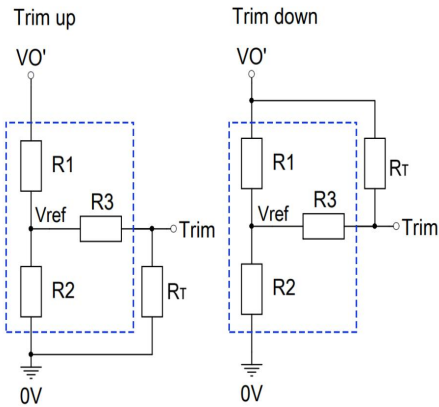 Trim up
VO'
R1
Vref
R3
Trim
R2
RT
0V
Trim down
VO'
R1
RT
Vref
R3
Trim
R2
0V